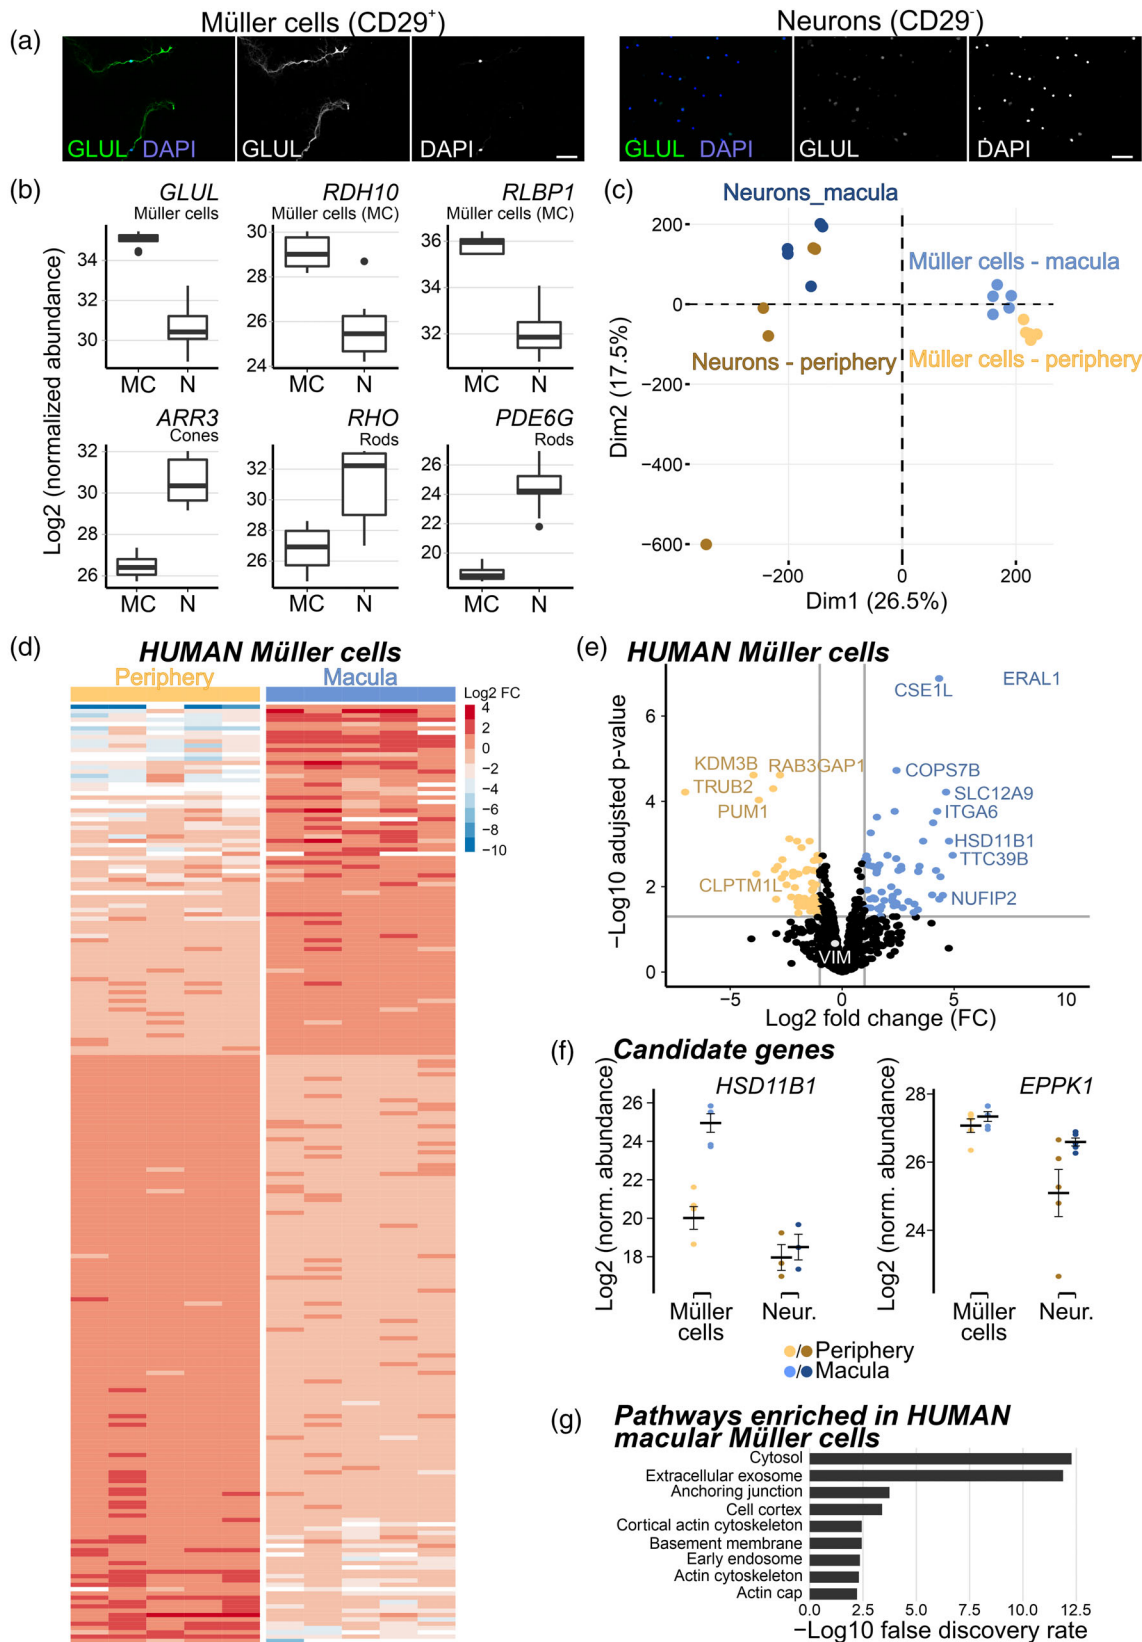 (a)
Müller cells (CD29⁺)
Neurons (CD29⁻)
GLUL DAPI
GLUL
DAPI
GLUL DAPI
GLUL
DAPI
(b)
Log2 (normalized abundance)
GLUL
Müller cells
34
32
30
MC N
RDH10
Müller cells (MC)
30
28
26
24
MC N
RLBP1
Müller cells (MC)
36
34
32
MC N
ARR3
Cones
32
30
28
26
MC N
RHO
Rods
32
30
28
26
MC N
PDE6G
Rods
26
24
22
20
MC N
(c)
Neurons_macula
Müller cells - macula
Neurons - periphery
Müller cells - periphery
200
0
−200
−400
−600
Dim2 (17.5%)
−200 0 200
Dim1 (26.5%)
(d)
HUMAN Müller cells
Periphery
Macula
Log2 FC
4
2
0
−2
−4
−6
−8
−10
(e)
HUMAN Müller cells
−Log10 adujsted p-value
6
4
2
0
CSE1L
ERAL1
KDM3B
RAB3GAP1
COPS7B
TRUB2
SLC12A9
PUM1
ITGA6
HSD11B1
TTC39B
CLPTM1L
NUFIP2
VIM
−5 0 5 10
Log2 fold change (FC)
(f)
Candidate genes
HSD11B1
Log2 (norm. abundance)
26
24
22
20
18
Müller
cells
Neur.
EPPK1
Log2 (norm. abundance)
28
26
24
Müller
cells
Neur.
/ Periphery
/ Macula
(g)
Pathways enriched in HUMAN
macular Müller cells
Cytosol
Extracellular exosome
Anchoring junction
Cell cortex
Cortical actin cytoskeleton
Basement membrane
Early endosome
Actin cytoskeleton
Actin cap
0.0 2.5 5.0 7.5 10.0 12.5
−Log10 false discovery rate